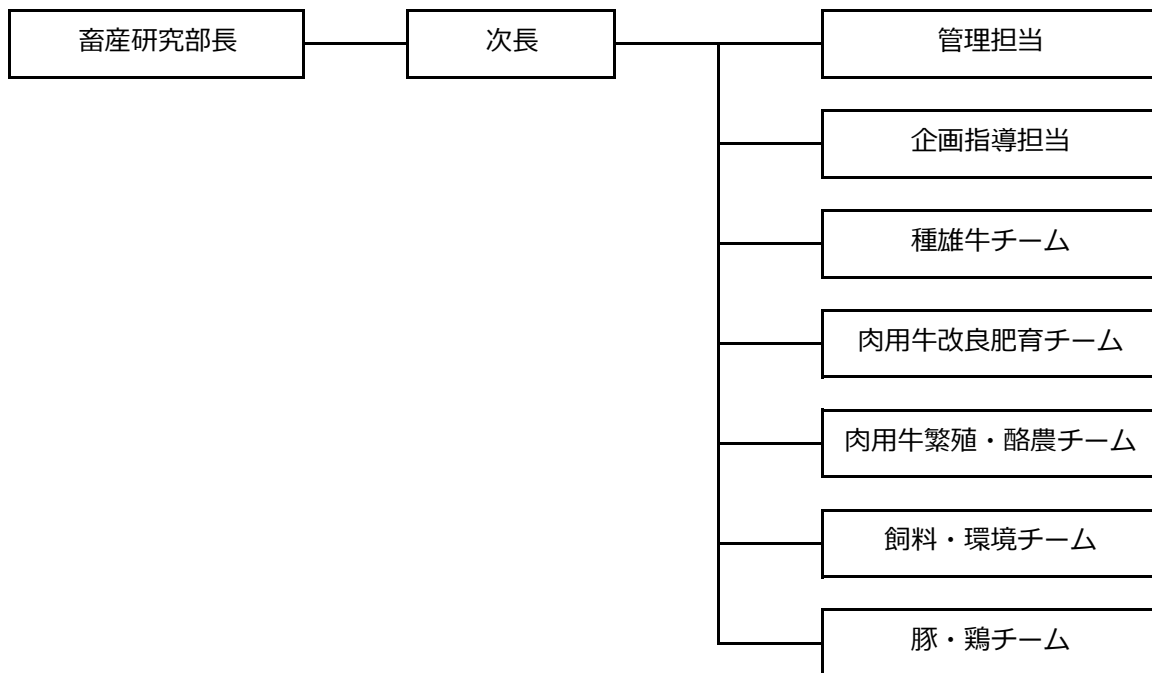 畜産研究部長
次長
管理担当
企画指導担当
種雄牛チーム
肉用牛改良肥育チーム
肉用牛繁殖・酪農チーム
飼料・環境チーム
豚・鶏チーム